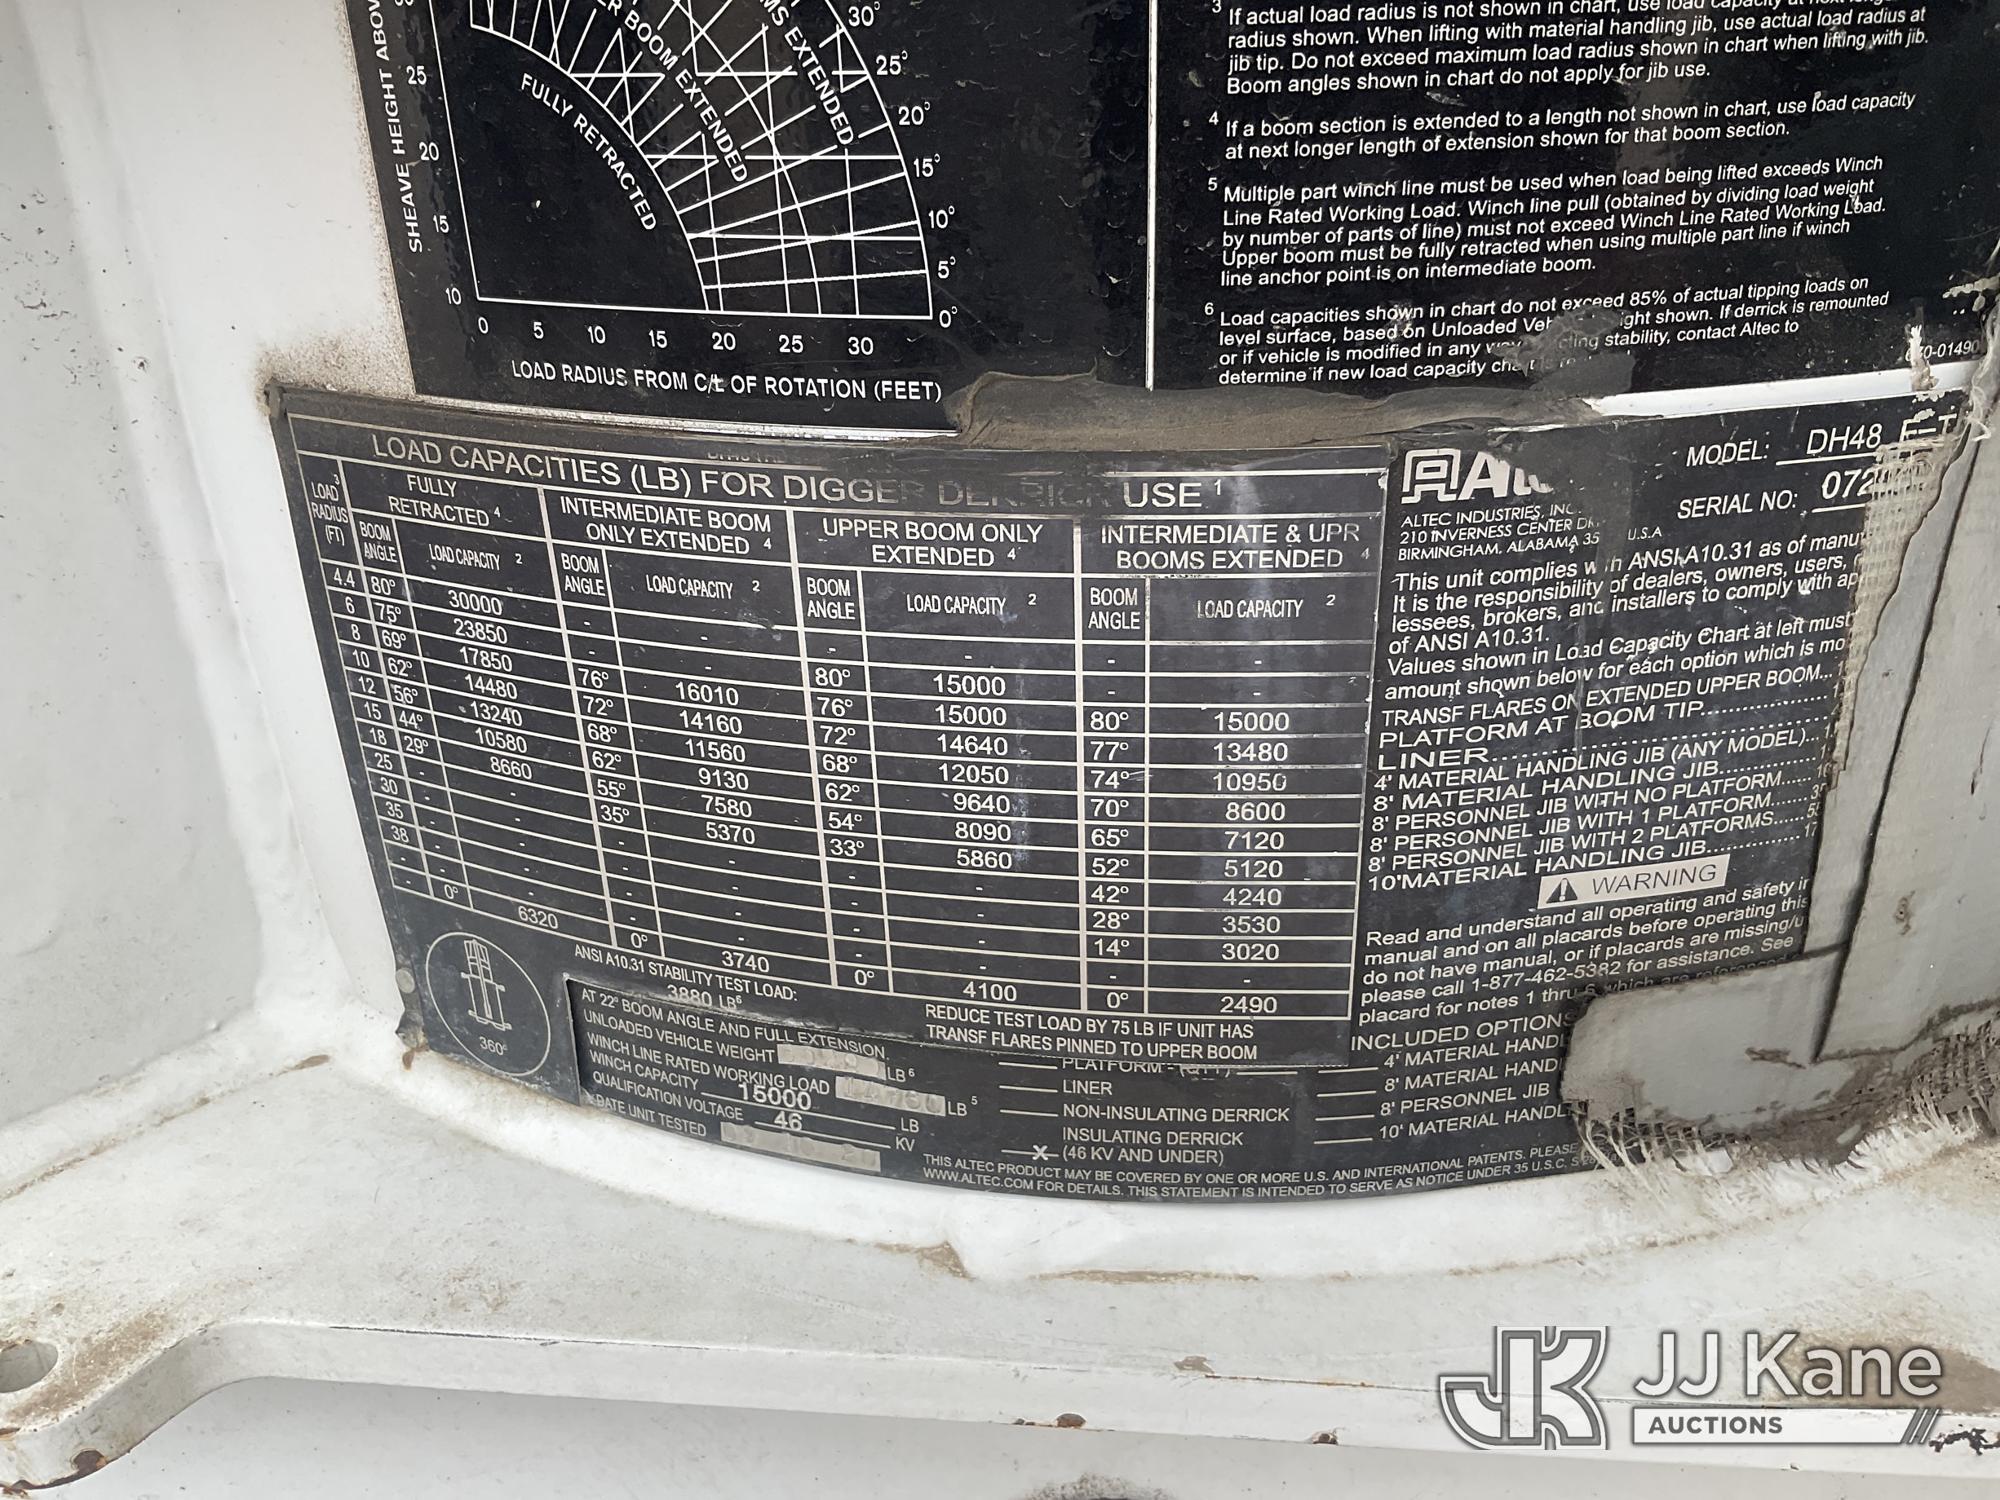 SHEAVE HEIGHT ABOV
25
20
15
10
FULLY RETRACTED
BOOM EXTENDED
EXTENDED
30°
25°
20°
15°
10°
5°
0°
0 5 10 15 20 25 30
LOAD RADIUS FROM C/L OF ROTATION (FEET)
3 If actual load radius is not shown in chart, use load capacity at next longer
radius shown. When lifting with material handling jib, use actual load radius at
jib tip. Do not exceed maximum load radius shown in chart when lifting with jib.
Boom angles shown in chart do not apply for jib use.
4 If a boom section is extended to a length not shown in chart, use load capacity
at next longer length of extension shown for that boom section.
5 Multiple part winch line must be used when load being lifted exceeds Winch
Line Rated Working Load. Winch line pull (obtained by dividing load weight
by number of parts of line) must not exceed Winch Line Rated Working Load.
Upper boom must be fully retracted when using multiple part line if winch
line anchor point is on intermediate boom.
6 Load capacities shown in chart do not exceed 85% of actual tipping loads on
level surface, based on Unloaded Veh ight shown. If derrick is remounted
or if vehicle is modified in any cting stability, contact Altec to
determine if new load capacity
LOAD CAPACITIES (LB) FOR DIGGER DERRICK USE 1
LOAD RADIUS (FT) 3
FULLY RETRACTED 4
INTERMEDIATE BOOM ONLY EXTENDED 4
UPPER BOOM ONLY EXTENDED 4
INTERMEDIATE & UPR BOOMS EXTENDED 4
BOOM ANGLE LOAD CAPACITY 2 BOOM ANGLE LOAD CAPACITY 2 BOOM ANGLE LOAD CAPACITY 2 BOOM ANGLE LOAD CAPACITY 2
4.4 80° 30000 - - - - - -
6 75° 23850 - - 80° 15000 - -
8 69° 17850 76° 16010 76° 15000 80° 15000
10 62° 14480 72° 14160 72° 14640 77° 13480
12 56° 13240 68° 11560 68° 12050 74° 10950
15 44° 10580 62° 9130 62° 9640 70° 8600
18 29° 8660 55° 7580 54° 8090 65° 7120
25 - - 35° 5370 33° 5860 52° 5120
30 - - - - - - 42° 4240
35 - - - - - - 28° 3530
38 - - - - - - 14° 3020
- - - - - - - - -
- 0° 6320 0° 3740 0° 4100 0° 2490
360°
ANSI A10.31 STABILITY TEST LOAD:
3880 LB 6
AT 22° BOOM ANGLE AND FULL EXTENSION
REDUCE TEST LOAD BY 75 LB IF UNIT HAS
TRANSF FLARES PINNED TO UPPER BOOM
UNLOADED VEHICLE WEIGHT LB 6
WINCH LINE RATED WORKING LOAD LB 5
WINCH CAPACITY 15000 LB
QUALIFICATION VOLTAGE 46 KV
DATE UNIT TESTED
PLATFORM - (QTY)
LINER
NON-INSULATING DERRICK
INSULATING DERRICK
X (46 KV AND UNDER)
THIS ALTEC PRODUCT MAY BE COVERED BY ONE OR MORE U.S. AND INTERNATIONAL PATENTS. PLEASE
WWW.ALTEC.COM FOR DETAILS. THIS STATEMENT IS INTENDED TO SERVE AS NOTICE UNDER 35 U.S.C.
MODEL: DH48
SERIAL NO: 072
ALTEC INDUSTRIES, INC
210 INVERNESS CENTER DR.
BIRMINGHAM, ALABAMA 35 U.S.A
This unit complies w h ANSI A10.31 as of manu
It is the responsibility of dealers, owners, users,
lessees, brokers, and installers to comply with ap
of ANSI A10.31.
Values shown in Load Capacity Chart at left must
amount shown below for each option which is mo
TRANSF FLARES ON EXTENDED UPPER BOOM...
PLATFORM AT BOOM TIP
LINER
4' MATERIAL HANDLING JIB (ANY MODEL)...
8' MATERIAL HANDLING JIB
8' PERSONNEL JIB WITH NO PLATFORM
8' PERSONNEL JIB WITH 1 PLATFORM
8' PERSONNEL JIB WITH 2 PLATFORMS
10' MATERIAL HANDLING JIB
WARNING
Read and understand all operating and safety in
manual and on all placards before operating this
do not have manual, or if placards are missing/u
please call 1-877-462-5382 for assistance. See
placard for notes 1 thru 6 which are referenced
INCLUDED OPTIONS
4' MATERIAL HANDL
8' MATERIAL HAND
8' PERSONNEL JIB
10' MATERIAL HANDL
JK JJ Kane
AUCTIONS